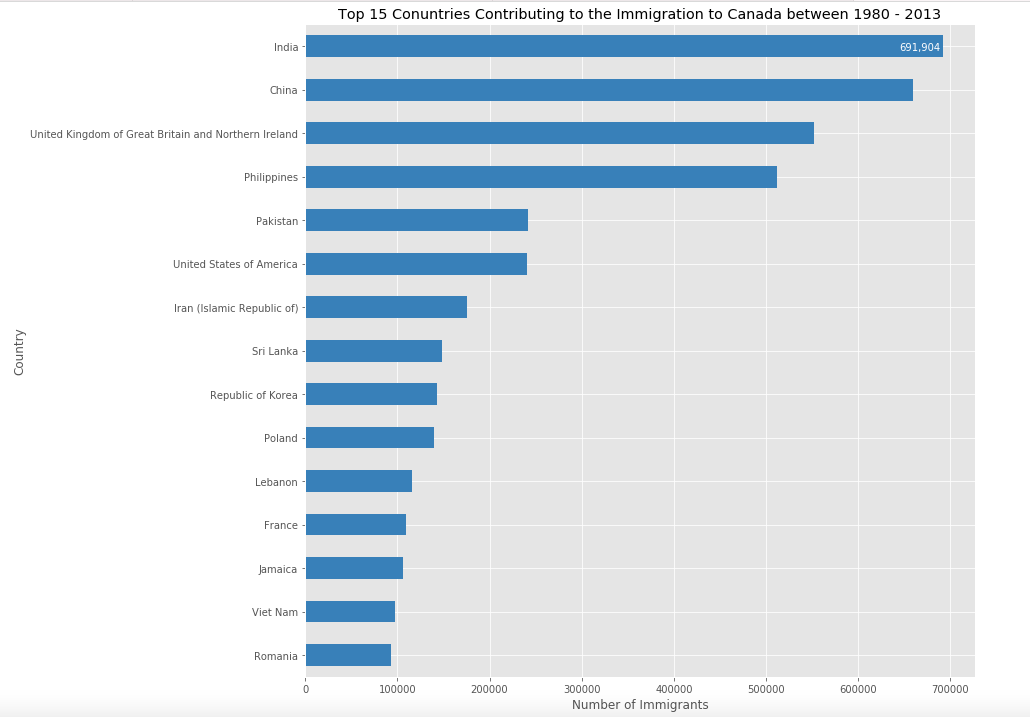 Top 15 Conuntries Contributing to the Immigration to Canada between 1980 - 2013
India
691,904
China
United Kingdom of Great Britain and Northern Ireland
Philippines
Pakistan
United States of America
Iran (Islamic Republic of)
Sri Lanka
Republic of Korea
Poland
Lebanon
France
Jamaica
Viet Nam
Romania
Country
0 100000 200000 300000 400000 500000 600000 700000
Number of Immigrants